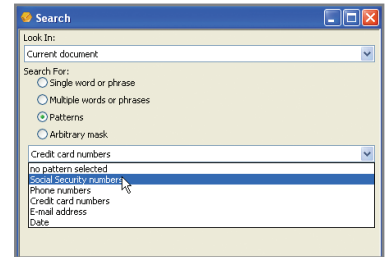 Search
Look In:
Current document
Search For:
Single word or phrase
Multiple words or phrases
Patterns
Arbitrary mask
Credit card numbers
no pattern selected
Social Security numbers
Phone numbers
Credit card numbers
E-mail address
Date